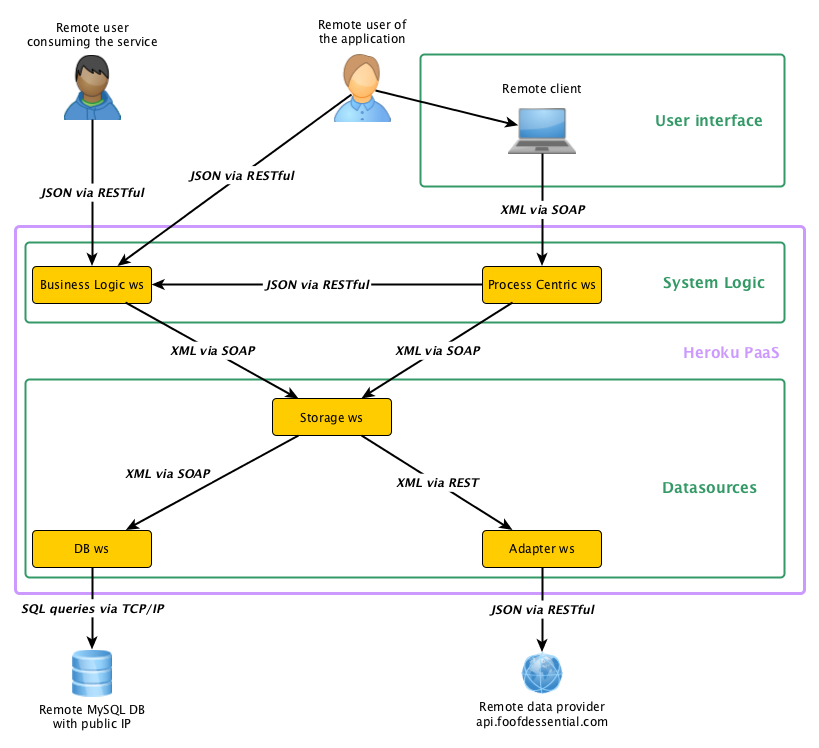 Remote user
consuming the service
Remote user of
the application
Remote client
User interface
JSON via RESTful
JSON via RESTful
XML via SOAP
Business Logic ws
JSON via RESTful
Process Centric ws
System Logic
XML via SOAP
XML via SOAP
Heroku PaaS
Storage ws
XML via SOAP
XML via REST
Datasources
DB ws
Adapter ws
SQL queries via TCP/IP
JSON via RESTful
Remote MySQL DB
with public IP
Remote data provider
api.foofdessential.com